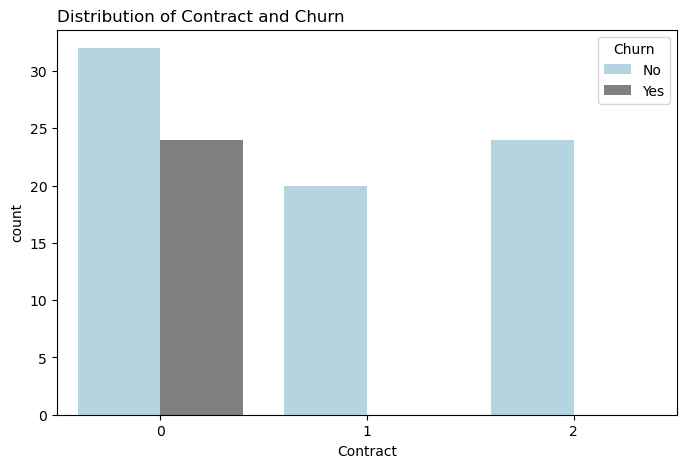 Distribution of Contract and Churn
Churn
No
Yes
30
25
20
15
10
5
0
count
0 1 2
Contract